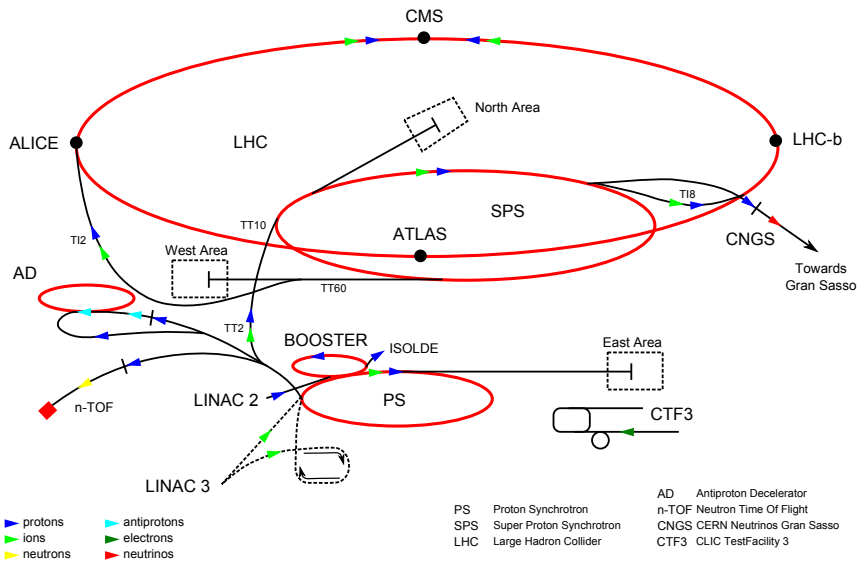 CMS
North Area
ALICE
LHC
LHC-b
TI8
SPS
TT10
ATLAS
CNGS
TI2
West Area
Towards
Gran Sasso
AD
TT60
TT2
BOOSTER
ISOLDE
East Area
LINAC 2
PS
n-TOF
CTF3
LINAC 3
protons
antiprotons
ions
electrons
neutrons
neutrinos
PS Proton Synchrotron
SPS Super Proton Synchrotron
LHC Large Hadron Collider
AD Antiproton Decelerator
n-TOF Neutron Time Of Flight
CNGS CERN Neutrinos Gran Sasso
CTF3 CLIC TestFacility 3